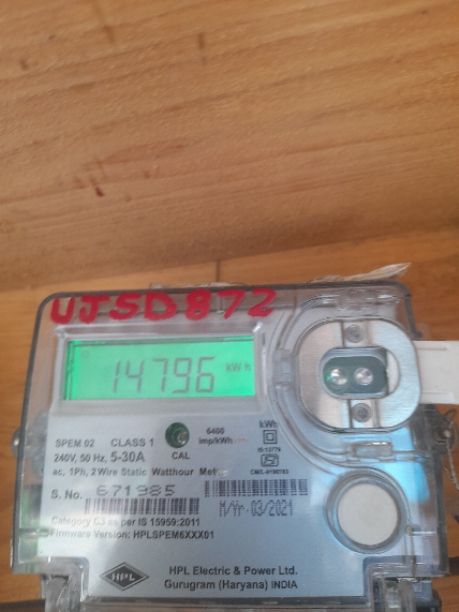 UJSD872
14796 kWh
6400 imp/kWh
kWh
SPEM 02 CLASS 1
CAL
IS:13779
240V, 50 Hz, 5-30A
ac, 1Ph, 2 Wire Static Watthour Meter
S. No. 671985
M/Yr-03/2021
Category C3 as per IS 15959:2011
Firmware Version: HPLSPEM6XXX01
HPL
HPL Electric & Power Ltd.
Gurugram (Haryana) INDIA